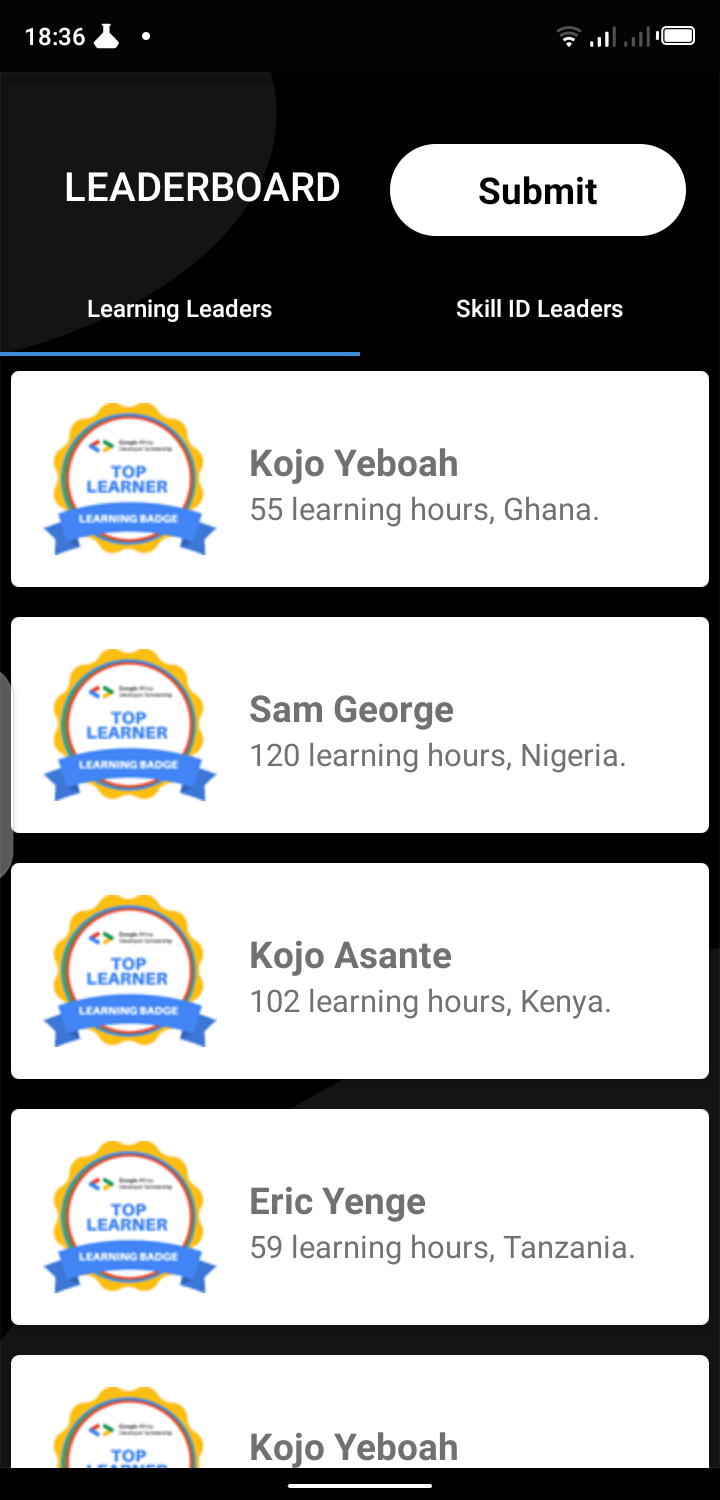 18:36
LEADERBOARD
Submit
Learning Leaders
Skill ID Leaders
Google Africa
Developer Scholarship
TOP
LEARNER
LEARNING BADGE
Kojo Yeboah
55 learning hours, Ghana.
Google Africa
Developer Scholarship
TOP
LEARNER
LEARNING BADGE
Sam George
120 learning hours, Nigeria.
Google Africa
Developer Scholarship
TOP
LEARNER
LEARNING BADGE
Kojo Asante
102 learning hours, Kenya.
Google Africa
Developer Scholarship
TOP
LEARNER
LEARNING BADGE
Eric Yenge
59 learning hours, Tanzania.
Google Africa
Developer Scholarship
TOP
Kojo Yeboah